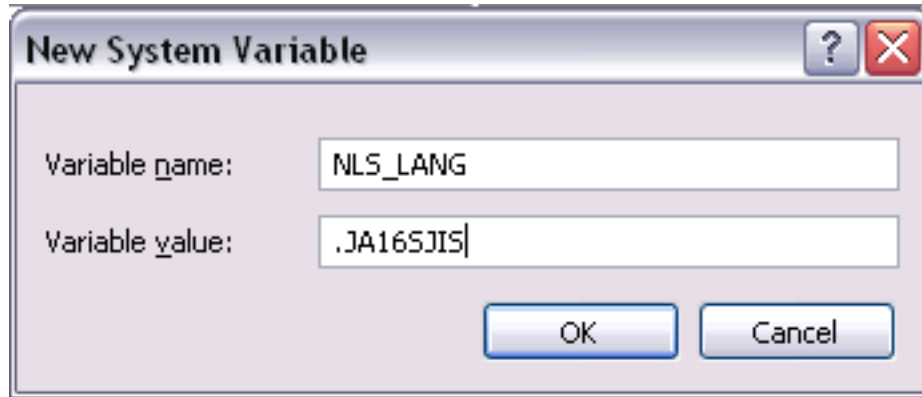 New System Variable
Variable name: NLS_LANG
Variable value: .JA16SJIS
OK Cancel